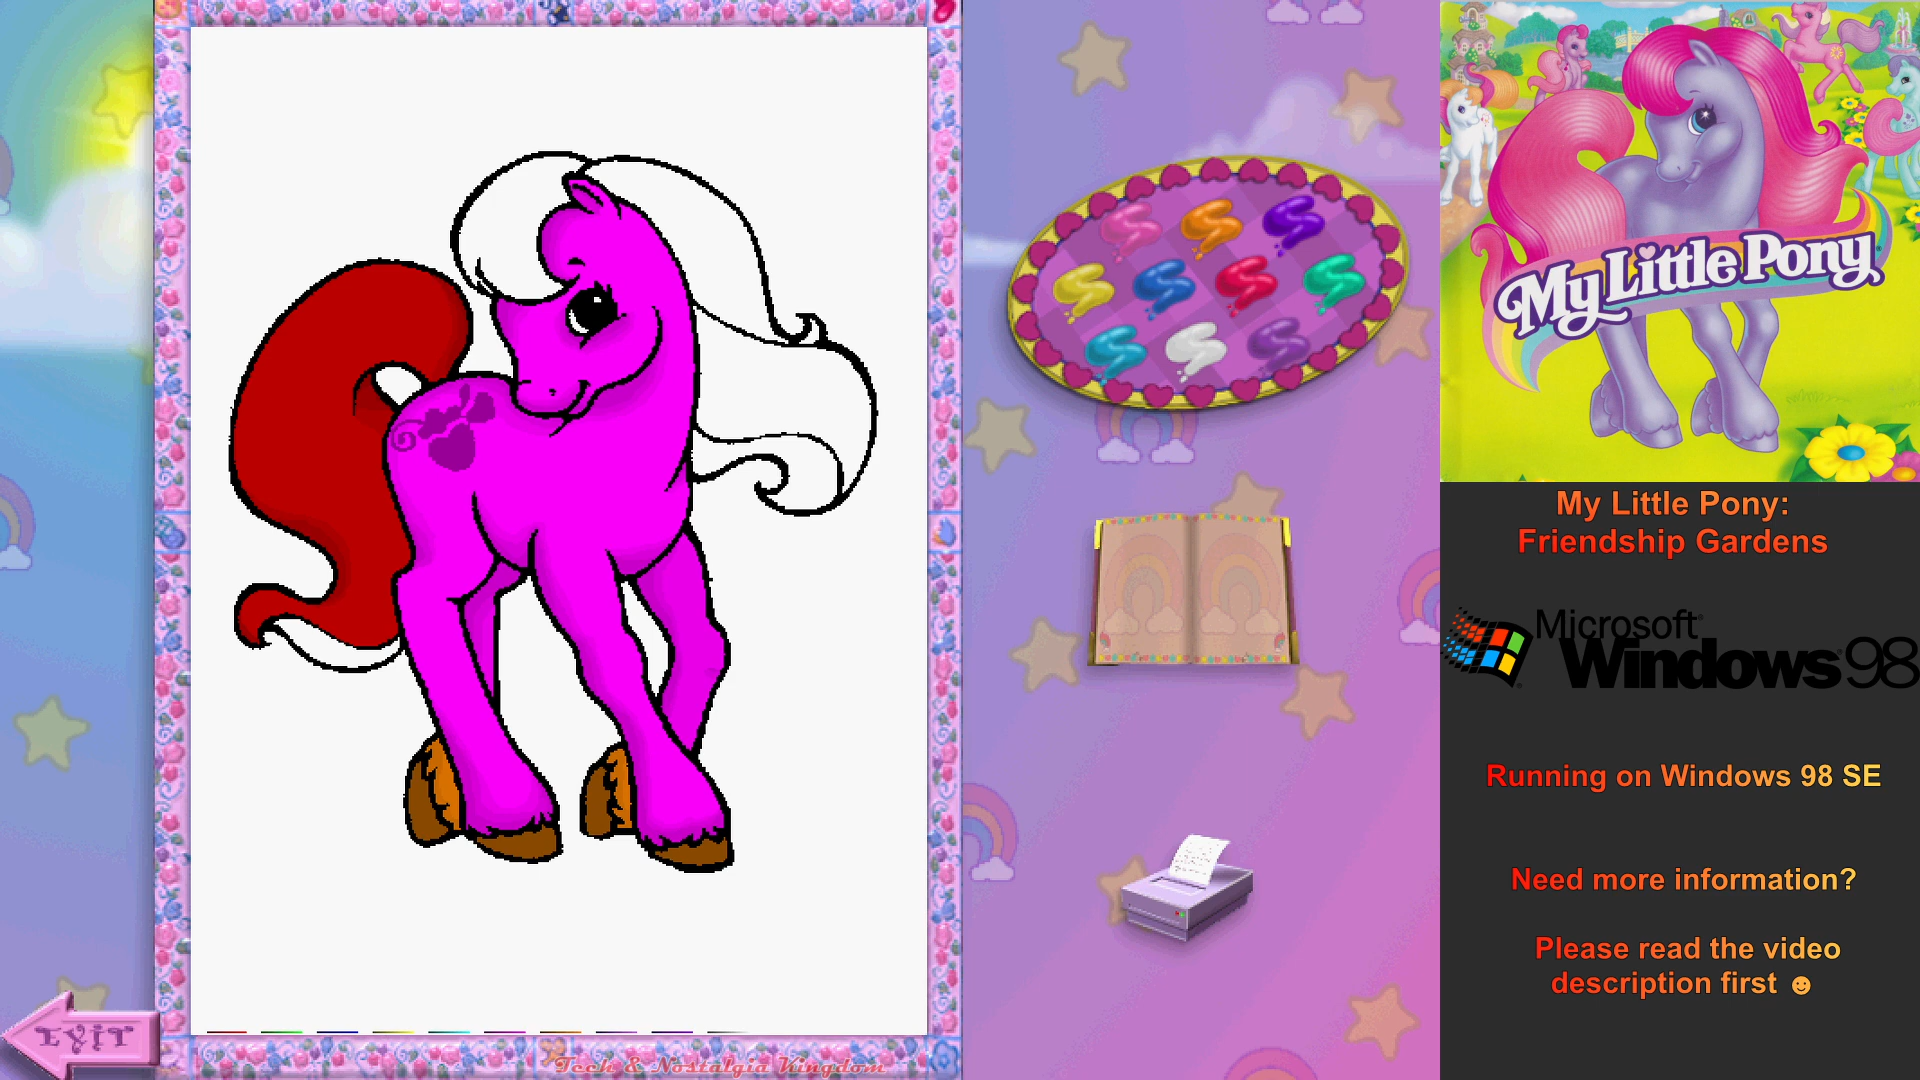 EXIT
Tech & Nostalgia Kingdom
My Little Pony
My Little Pony:
Friendship Gardens
Microsoft
Windows 98
Running on Windows 98 SE
Need more information?
Please read the video
description first ☻